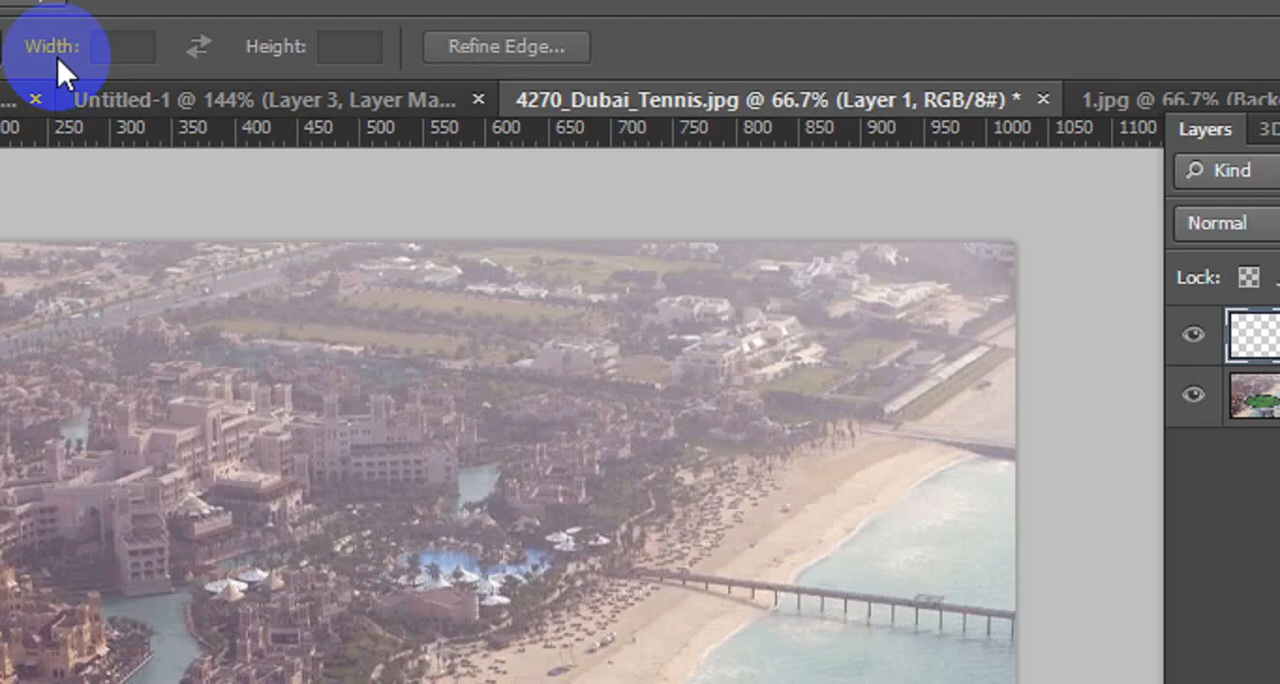 Width: Height: Refine Edge...
... × Untitled-1 @ 144% (Layer 3, Layer Ma... × 4270_Dubai_Tennis.jpg @ 66.7% (Layer 1, RGB/8#) * × 1.jpg @ 66.7% (Back
00 250 300 350 400 450 500 550 600 650 700 750 800 850 900 950 1000 1050 1100
Layers 3D
Kind
Normal
Lock: